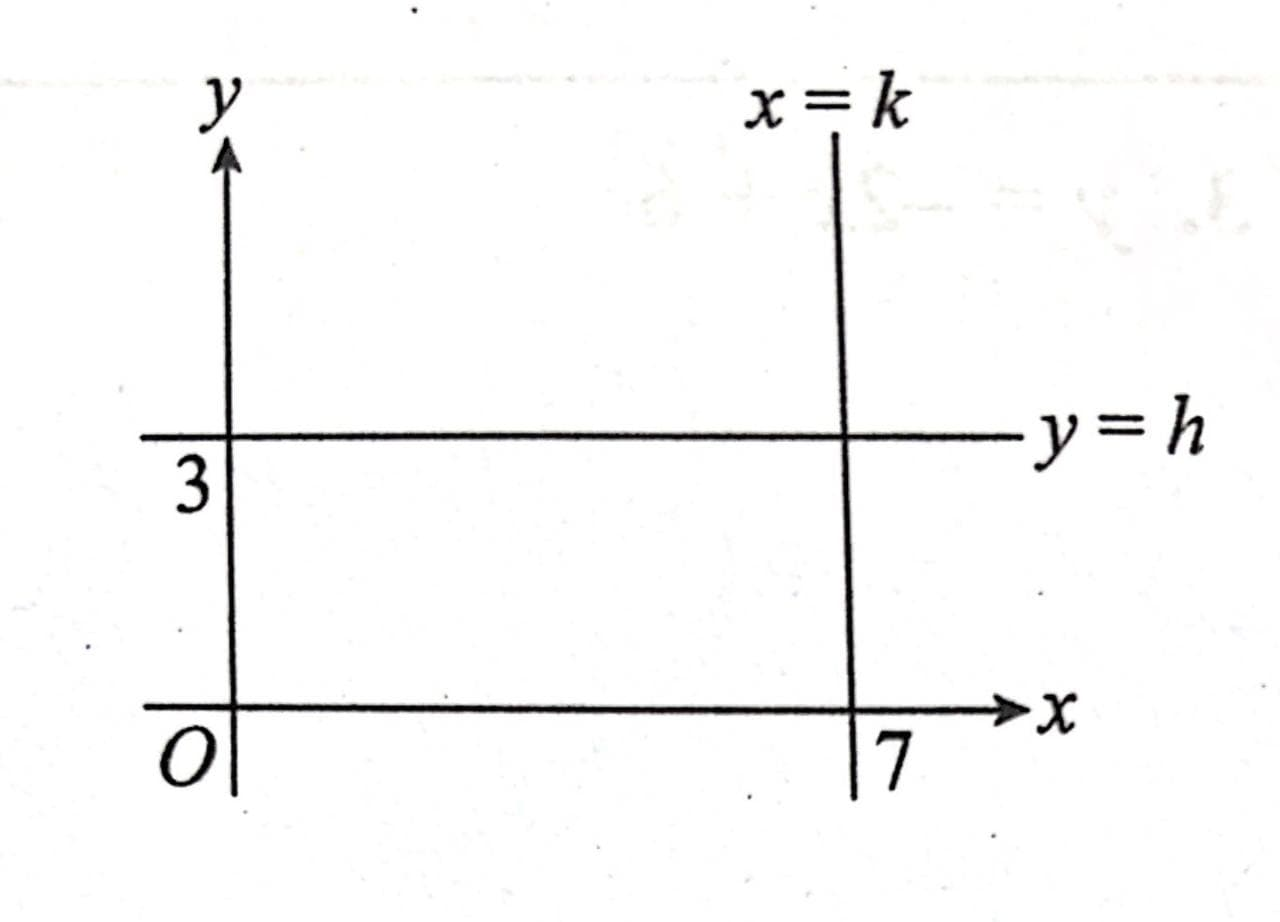 y
x = k
y = h
3
x
O
7